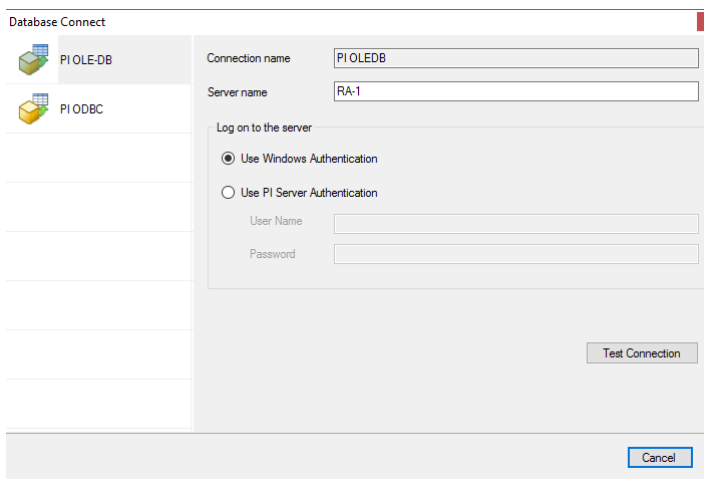 Database Connect
PI OLE-DB
PI ODBC
Connection name PI OLEDB
Server name RA-1
Log on to the server
Use Windows Authentication
Use PI Server Authentication
User Name
Password
Test Connection
Cancel